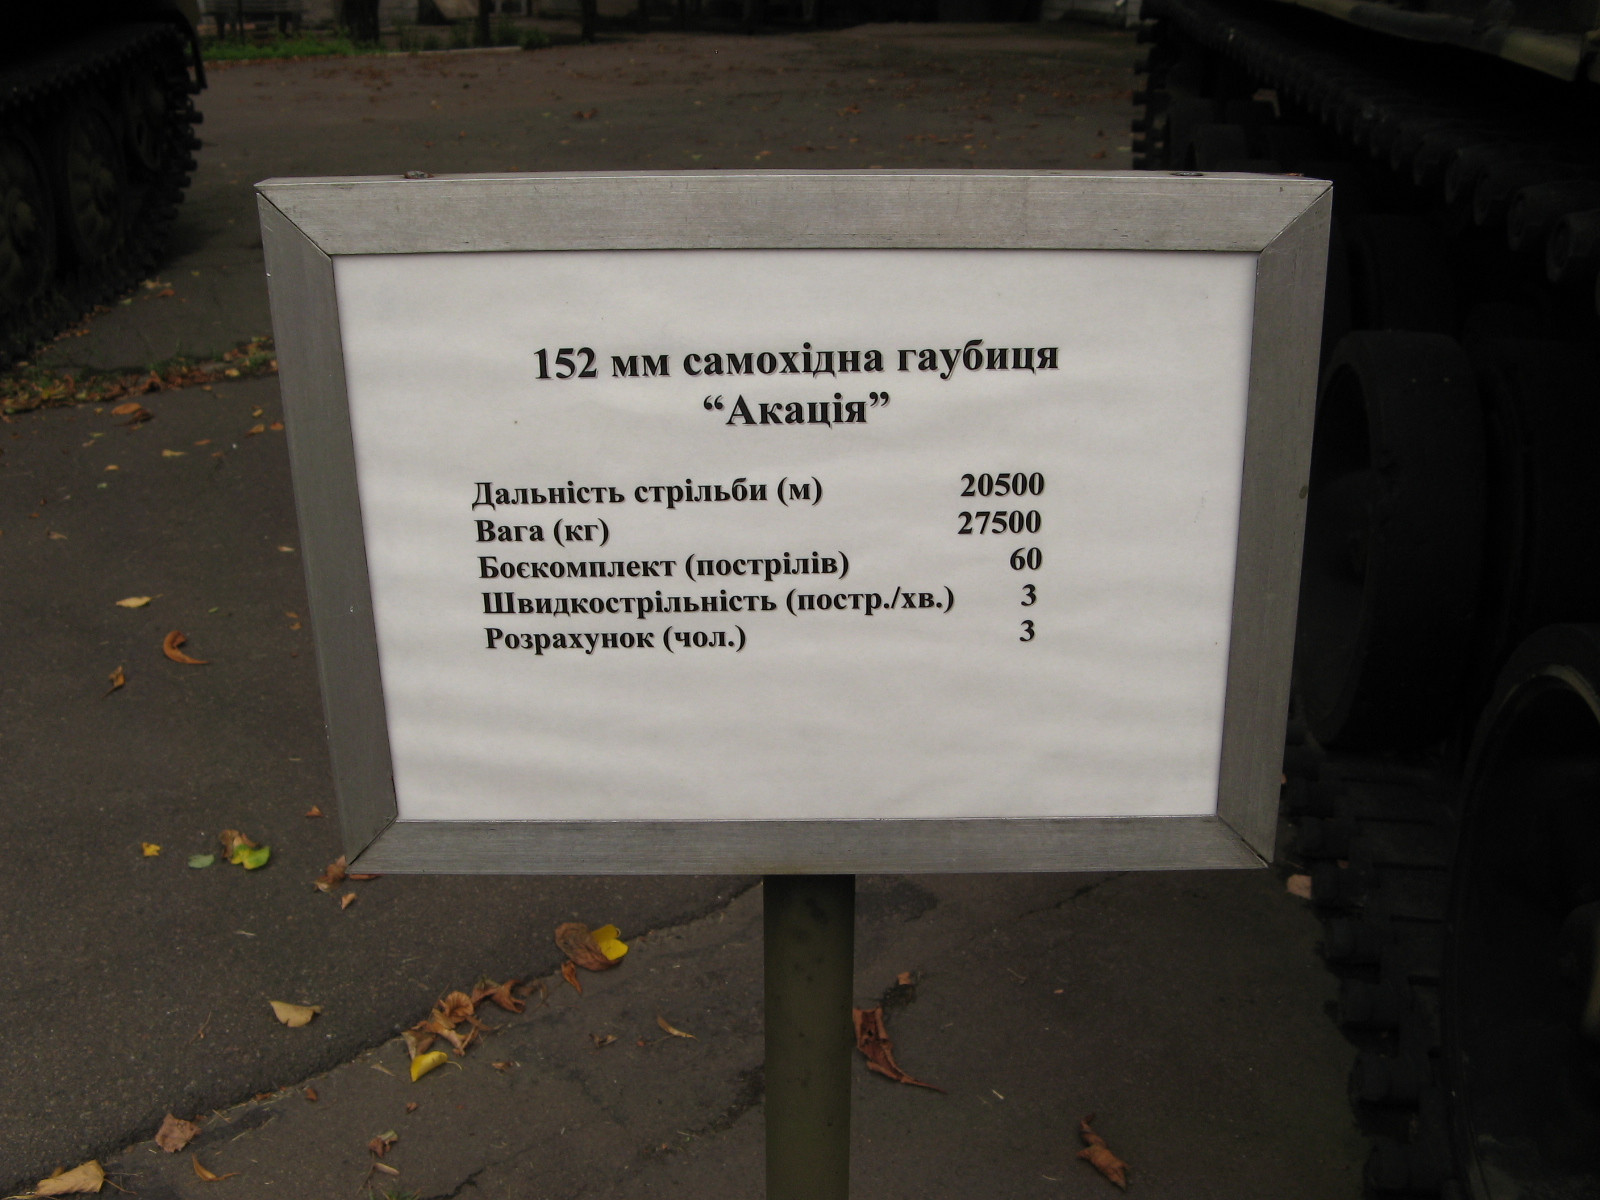 152 мм самохідна гаубиця
“Акація”
Дальність стрільби (м) 20500
Вага (кг) 27500
Боєкомплект (пострілів) 60
Швидкострільність (постр./хв.) 3
Розрахунок (чол.) 3